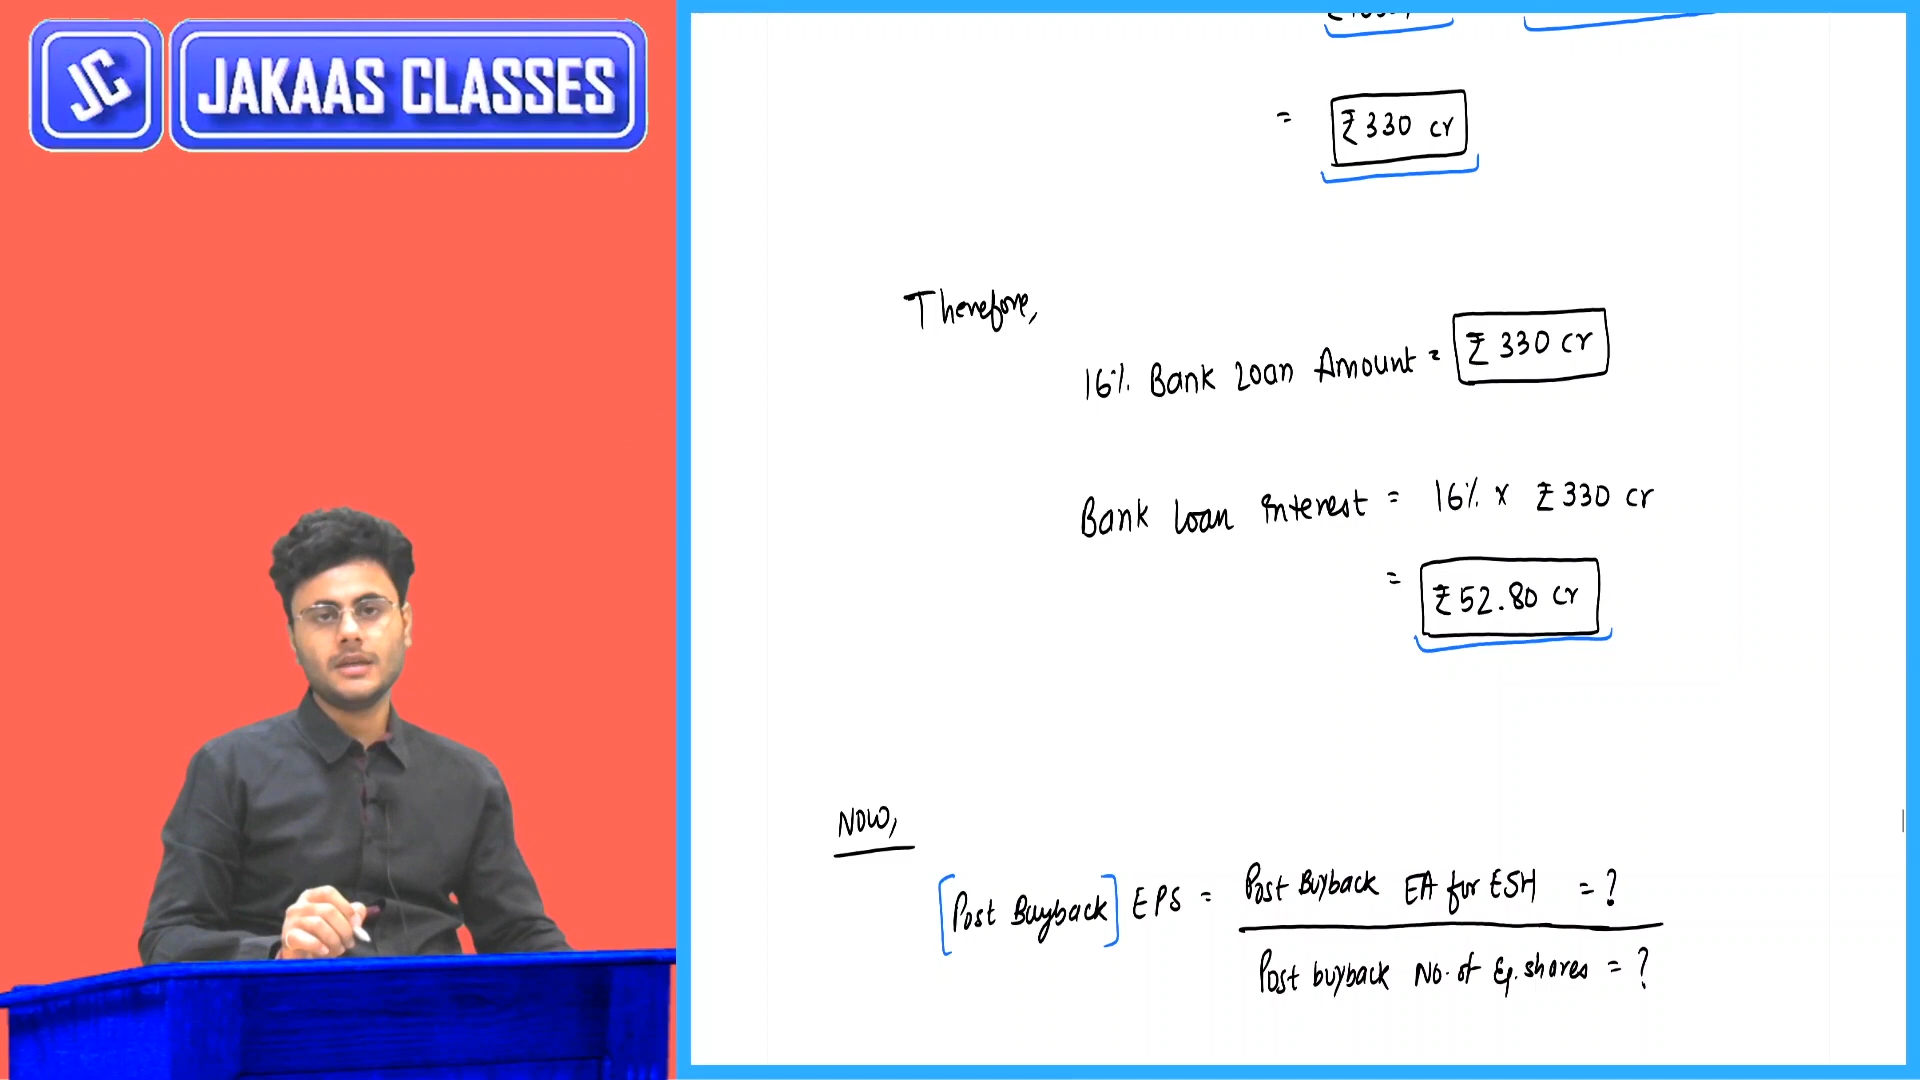 JC JAKAAS CLASSES
= ₹ 330 cr
Therefore,
16% Bank Loan Amount = ₹ 330 cr
Bank loan interest = 16% x ₹ 330 cr
= ₹ 52.80 cr
NOW,
[Post Buyback] EPS = Post Buyback EA for ESH = ?
Post buyback No. of Eq. shares = ?